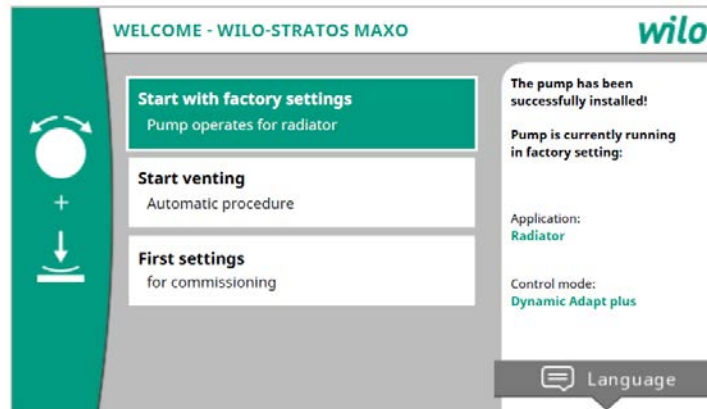 WELCOME - WILO-STRATOS MAXO
wilo
Start with factory settings
Pump operates for radiator
Start venting
Automatic procedure
First settings
for commissioning
+
The pump has been
successfully installed!
Pump is currently running
in factory setting:
Application:
Radiator
Control mode:
Dynamic Adapt plus
Language